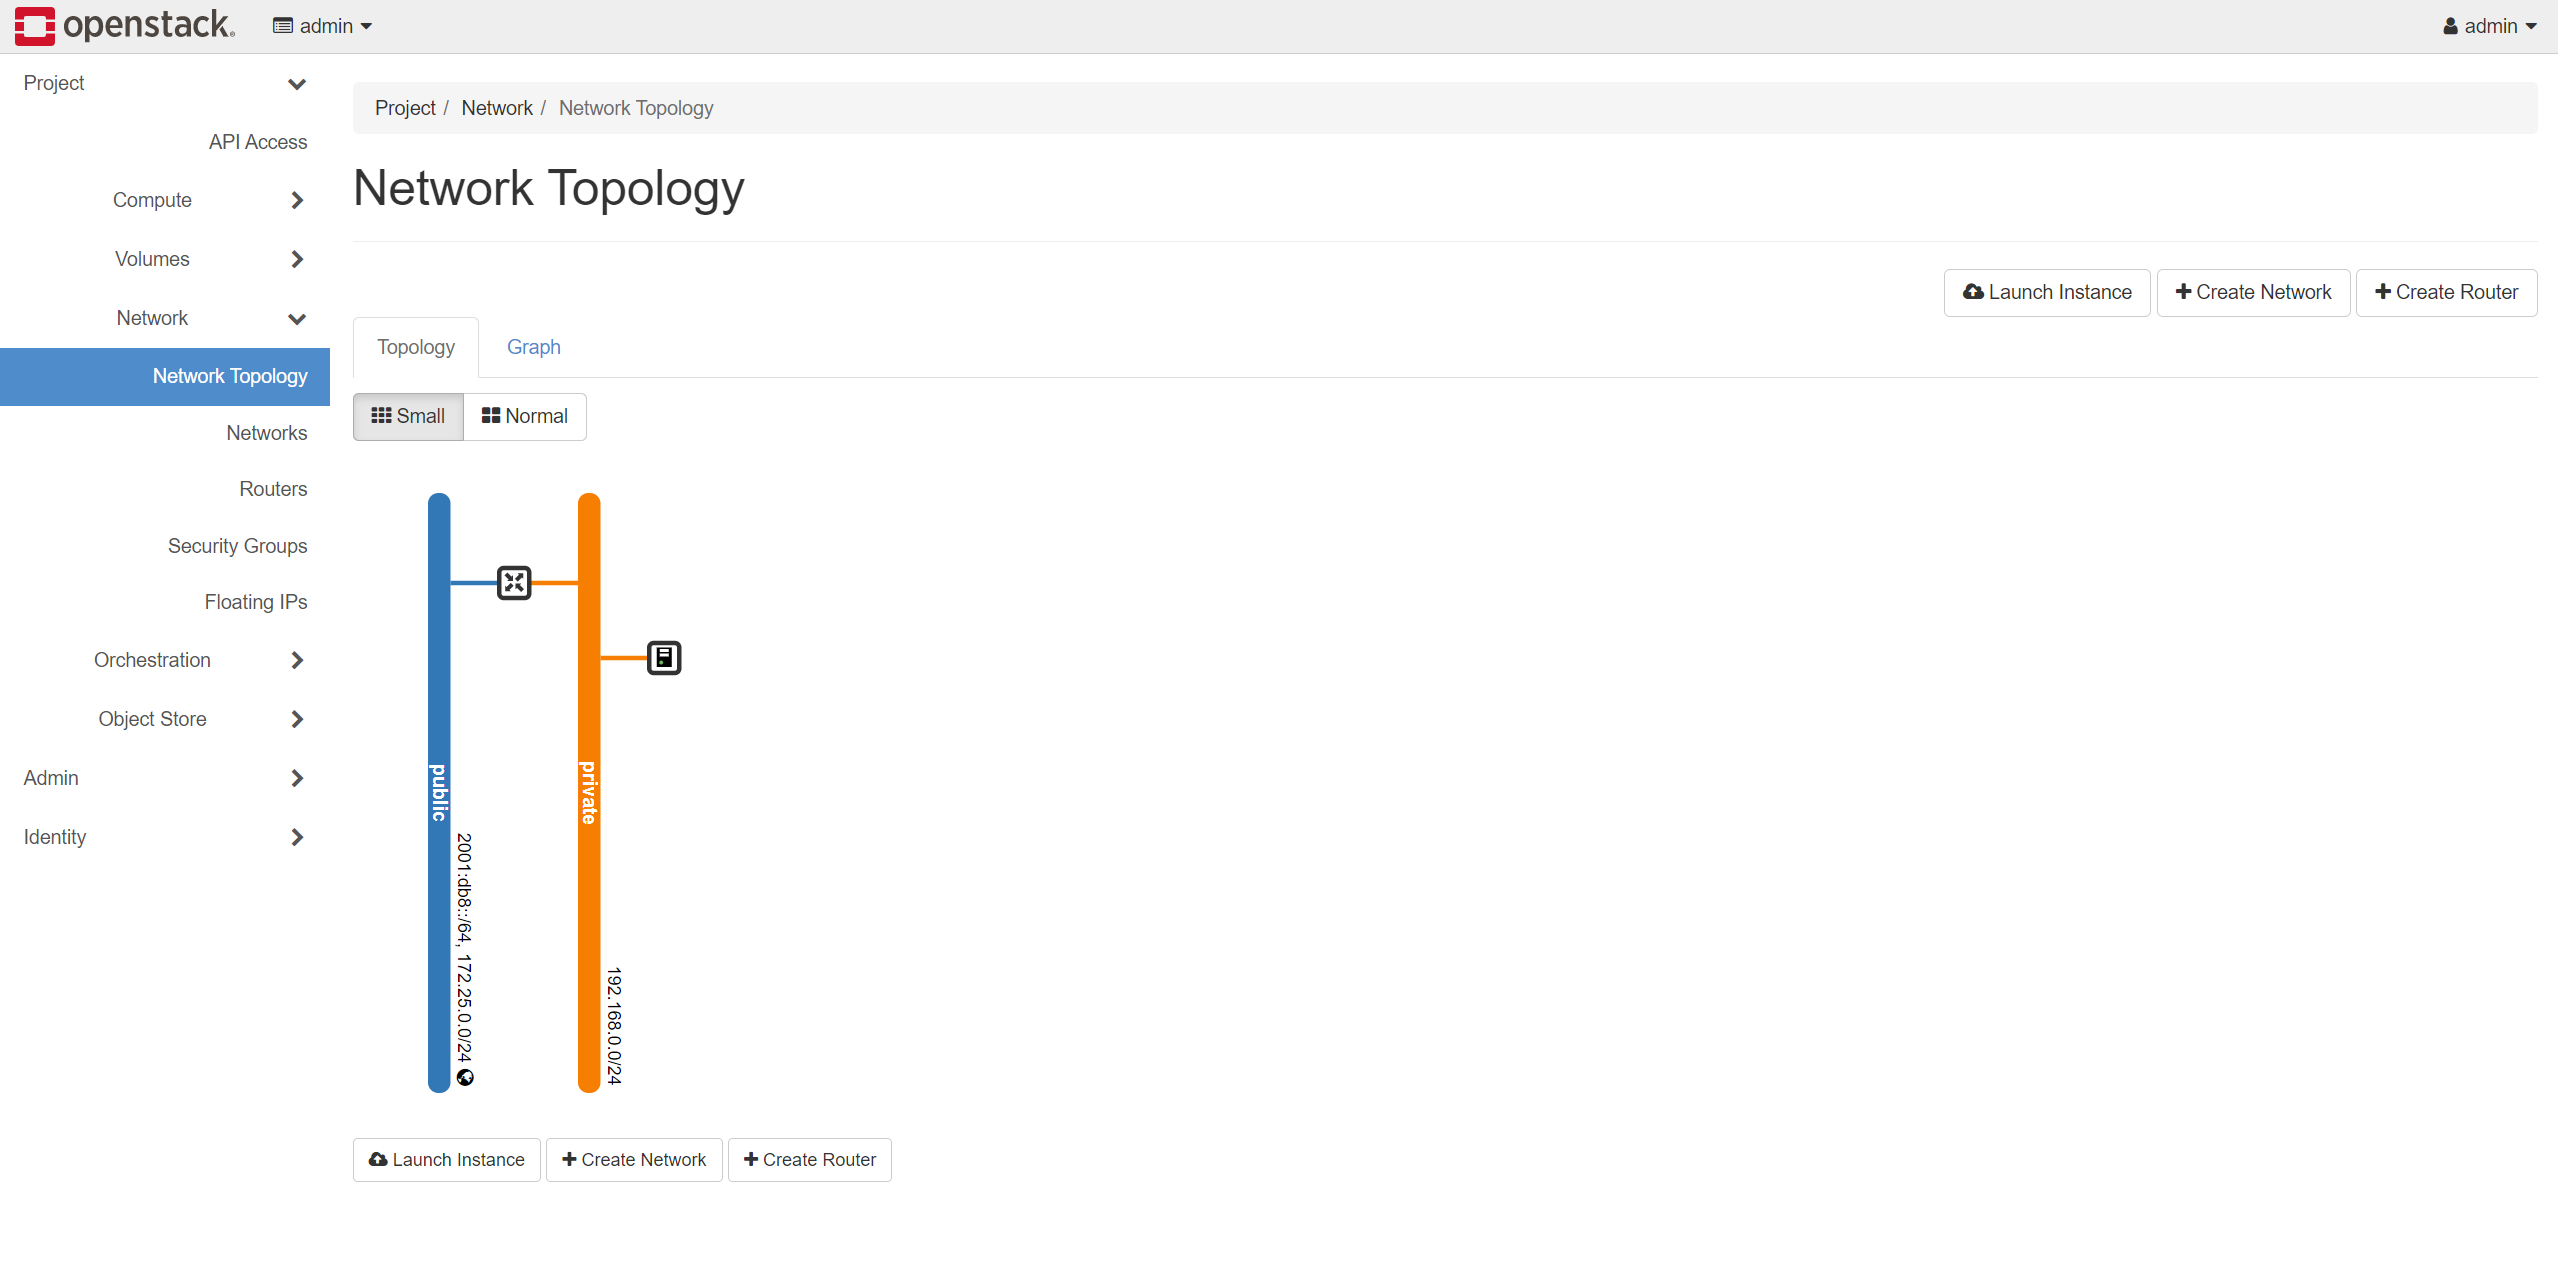 openstack.
admin
admin
Project
API Access
Compute
Volumes
Network
Network Topology
Networks
Routers
Security Groups
Floating IPs
Orchestration
Object Store
Admin
Identity
Project / Network / Network Topology
Network Topology
Launch Instance
Create Network
Create Router
Topology
Graph
Small
Normal
public
2001:db8::/64, 172.25.0.0/24
private
192.168.0.0/24
Launch Instance
Create Network
Create Router